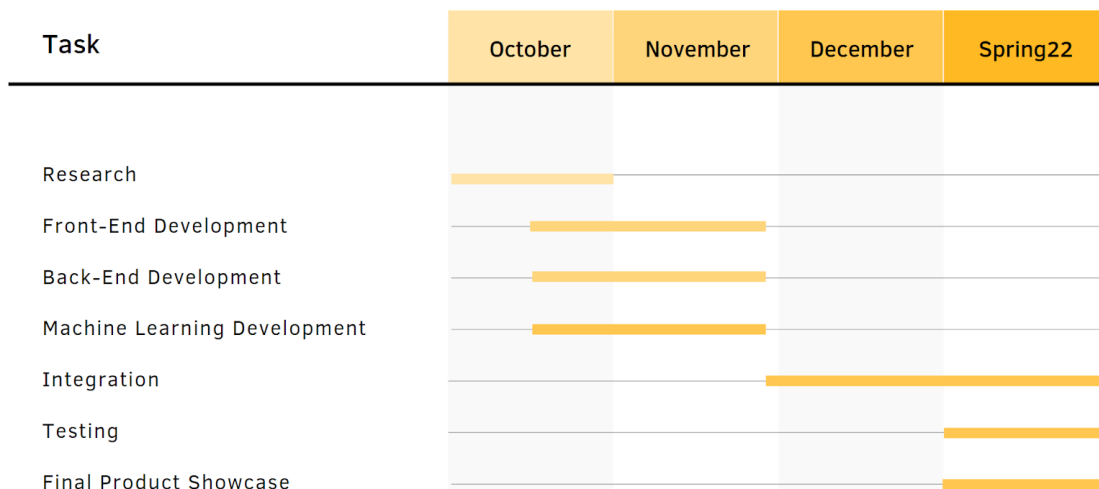 Task October November December Spring22
Research
Front-End Development
Back-End Development
Machine Learning Development
Integration
Testing
Final Product Showcase